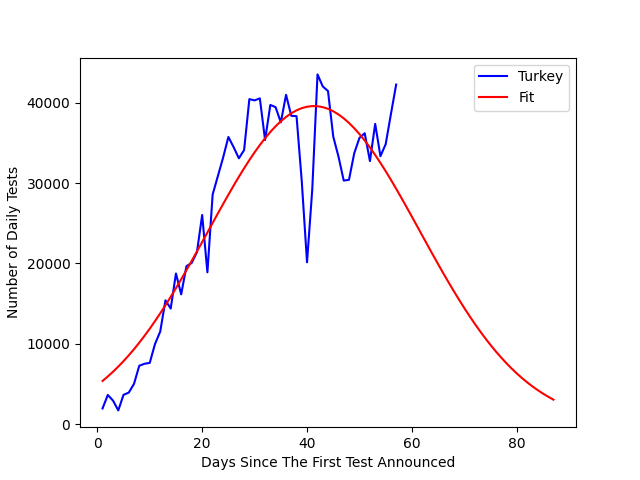 Turkey
Fit
40000
30000
20000
10000
0
Number of Daily Tests
0 20 40 60 80
Days Since The First Test Announced